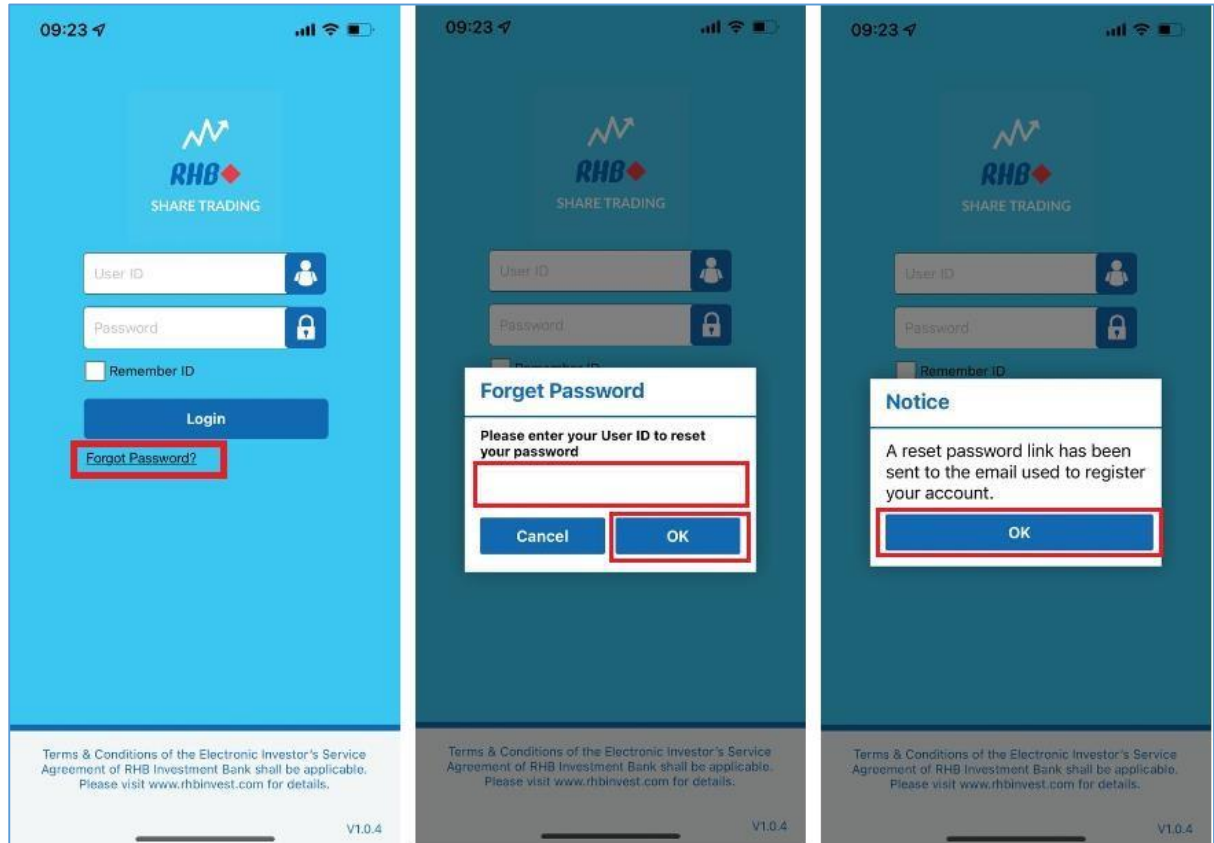 09:23
RHB
SHARE TRADING
User ID
Password
Remember ID
Login
Forgot Password?
Terms & Conditions of the Electronic Investor's Service
Agreement of RHB Investment Bank shall be applicable.
Please visit www.rhbinvest.com for details.
V1.0.4
09:23
RHB
SHARE TRADING
User ID
Password
Remember ID
Forget Password
Please enter your User ID to reset
your password
Cancel
OK
Terms & Conditions of the Electronic Investor's Service
Agreement of RHB Investment Bank shall be applicable.
Please visit www.rhbinvest.com for details.
V1.0.4
09:23
RHB
SHARE TRADING
User ID
Password
Remember ID
Notice
A reset password link has been
sent to the email used to register
your account.
OK
Terms & Conditions of the Electronic Investor's Service
Agreement of RHB Investment Bank shall be applicable.
Please visit www.rhbinvest.com for details.
V1.0.4